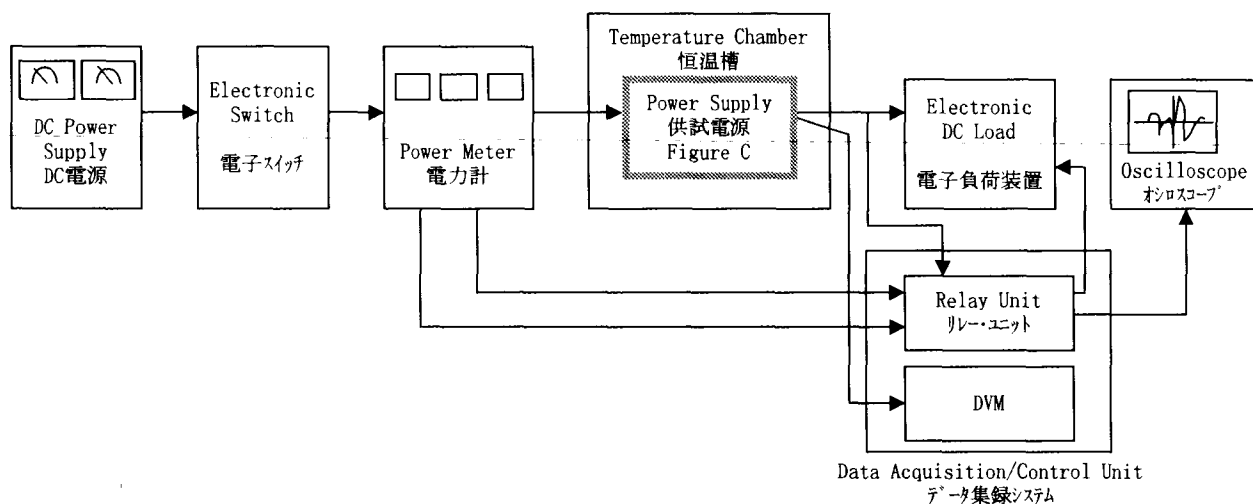 DC Power
Supply
DC電源
Electronic
Switch
電子スイッチ
Power Meter
電力計
Temperature Chamber
恒温槽
Power Supply
供試電源
Figure C
Electronic
DC Load
電子負荷装置
Oscilloscope
オシロスコープ
Relay Unit
リレー・ユニット
DVM
Data Acquisition/Control Unit
データ集録システム